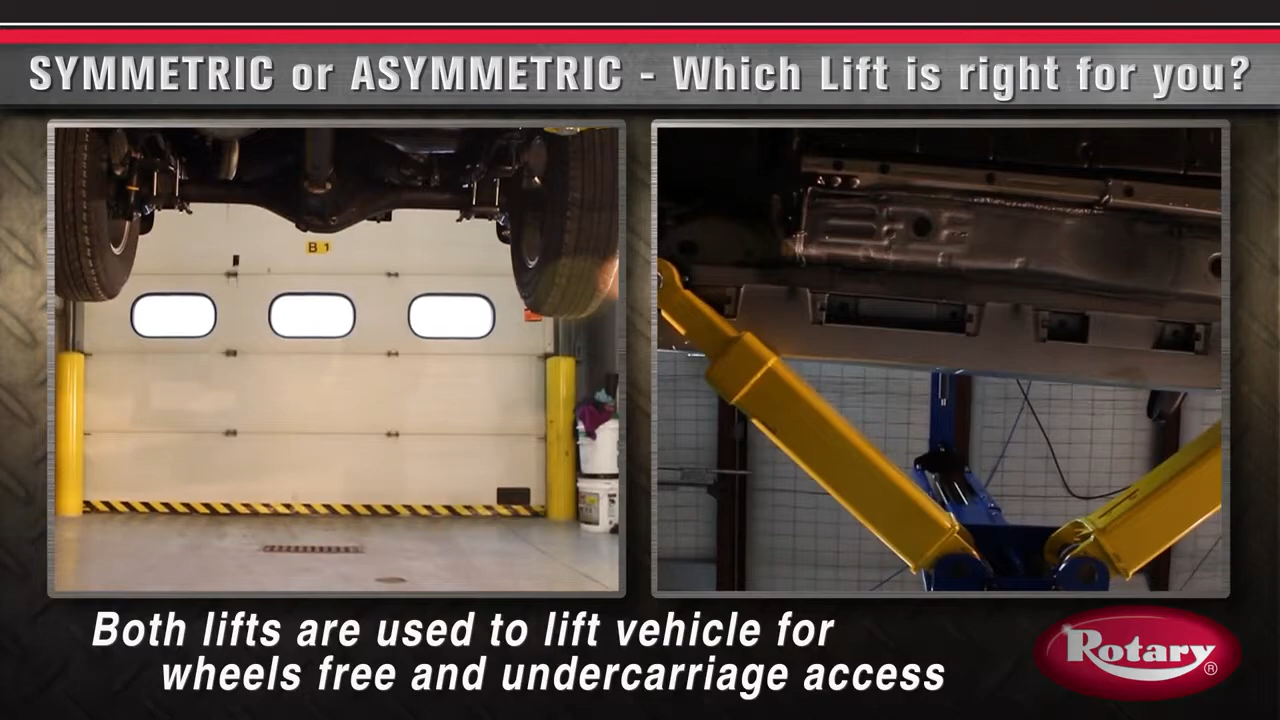 SYMMETRIC or ASYMMETRIC - Which Lift is right for you?
B 1
Both lifts are used to lift vehicle for
wheels free and undercarriage access
Rotary®